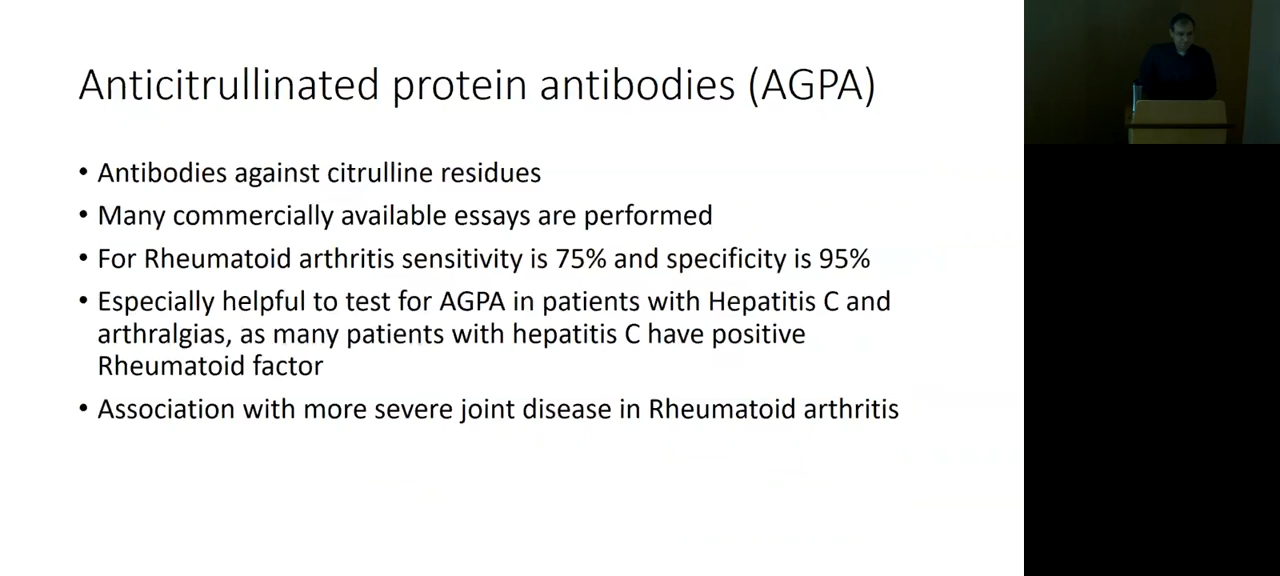 Anticitrullinated protein antibodies (AGPA)
• Antibodies against citrulline residues
• Many commercially available essays are performed
• For Rheumatoid arthritis sensitivity is 75% and specificity is 95%
• Especially helpful to test for AGPA in patients with Hepatitis C and
arthralgias, as many patients with hepatitis C have positive
Rheumatoid factor
• Association with more severe joint disease in Rheumatoid arthritis